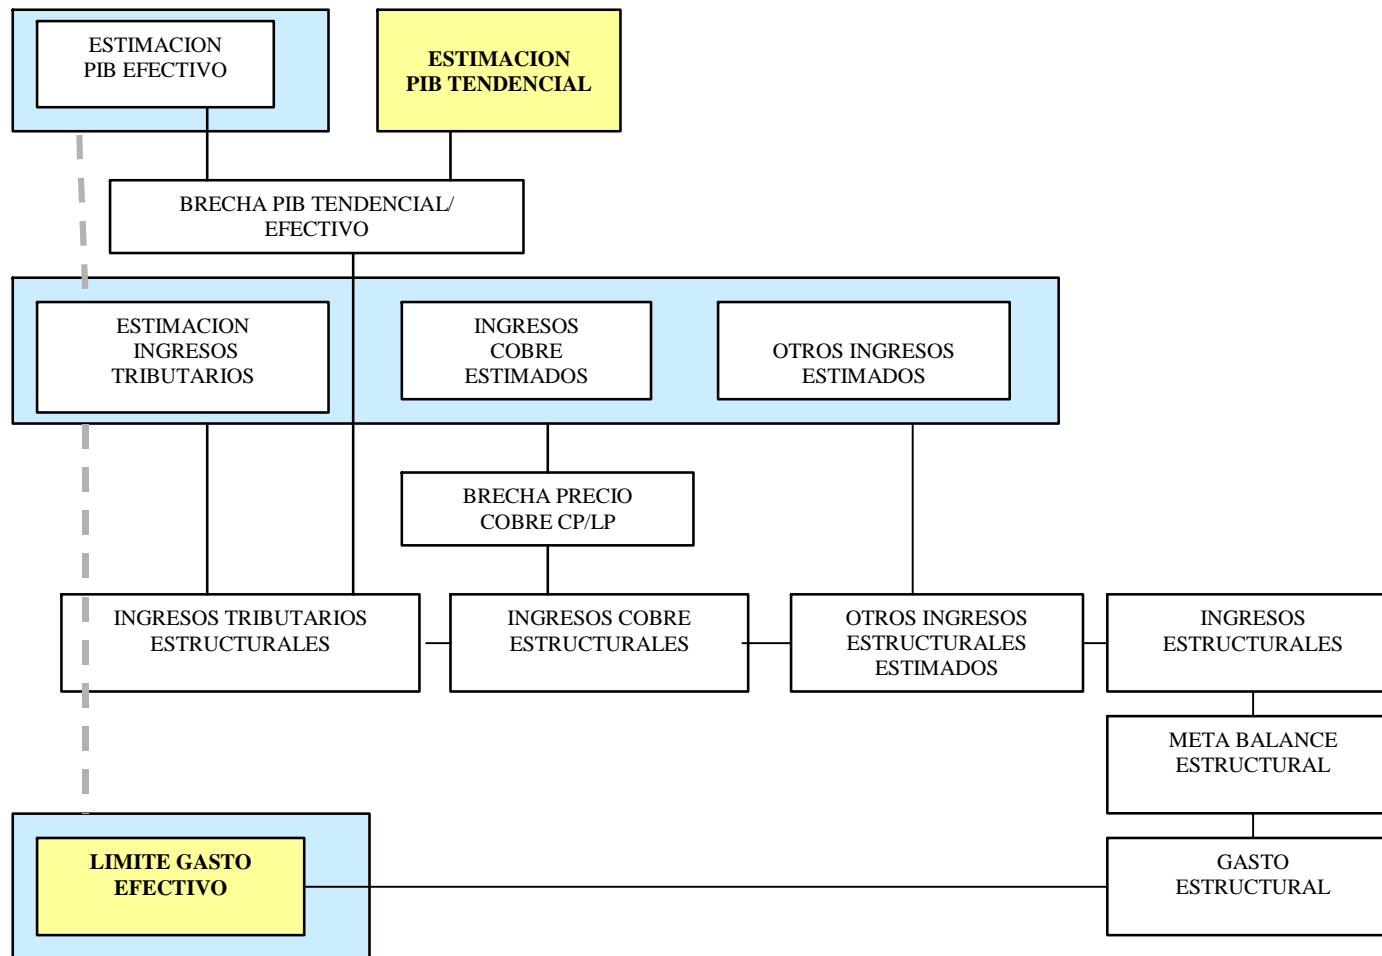 ESTIMACION
PIB EFECTIVO
ESTIMACION
PIB TENDENCIAL
BRECHA PIB TENDENCIAL/
EFECTIVO
ESTIMACION
INGRESOS
TRIBUTARIOS
INGRESOS
COBRE
ESTIMADOS
OTROS INGRESOS
ESTIMADOS
BRECHA PRECIO
COBRE CP/LP
INGRESOS TRIBUTARIOS
ESTRUCTURALES
INGRESOS COBRE
ESTRUCTURALES
OTROS INGRESOS
ESTRUCTURALES
ESTIMADOS
INGRESOS
ESTRUCTURALES
META BALANCE
ESTRUCTURAL
LIMITE GASTO
EFECTIVO
GASTO
ESTRUCTURAL